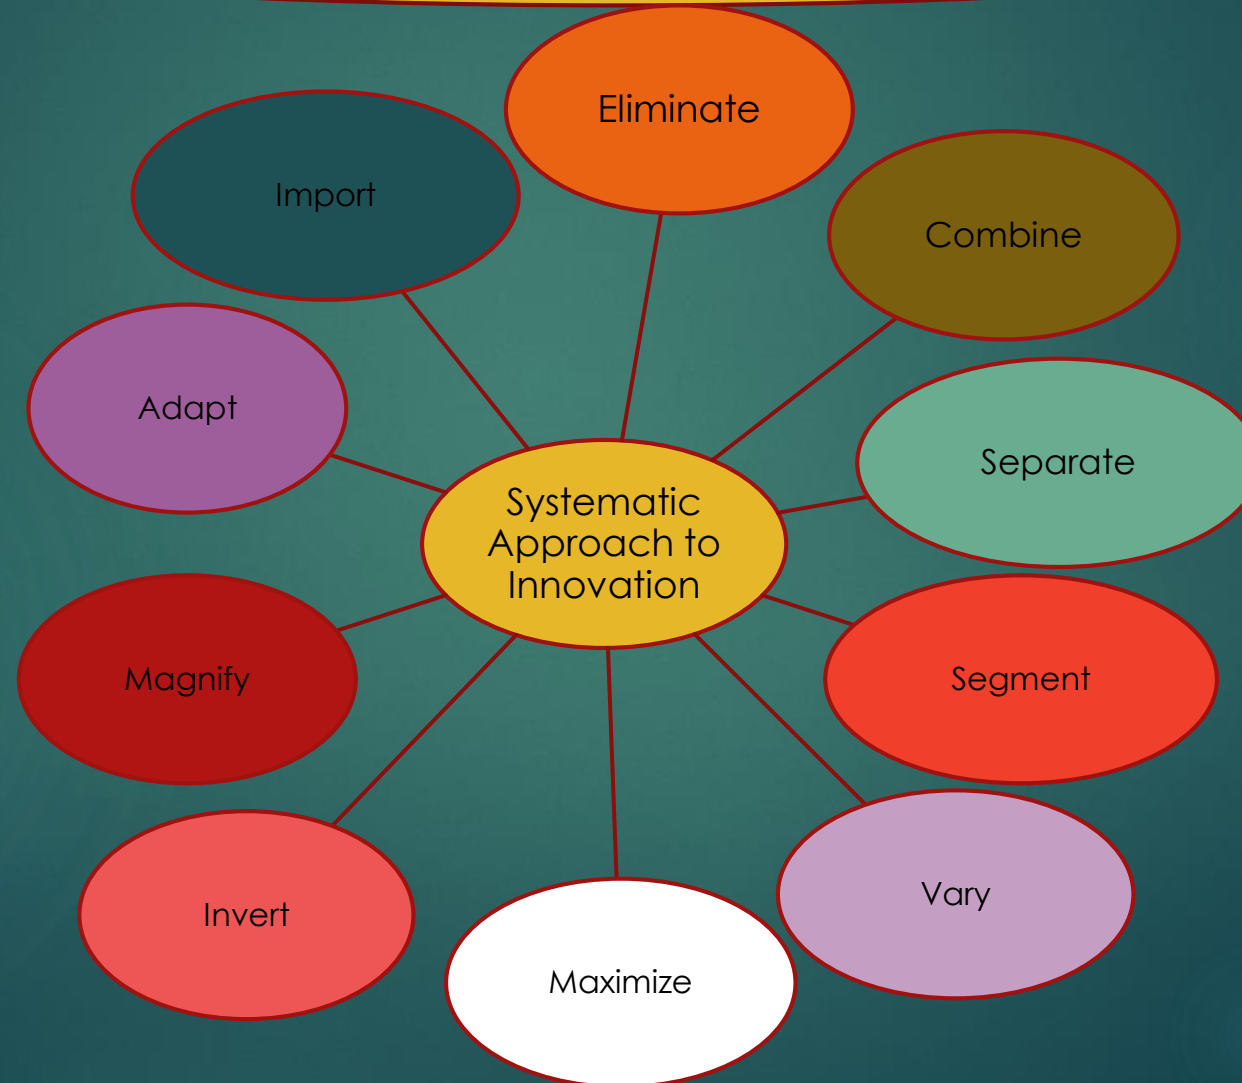 Eliminate
Import
Combine
Adapt
Separate
Systematic
Approach to
Innovation
Magnify
Segment
Invert
Vary
Maximize